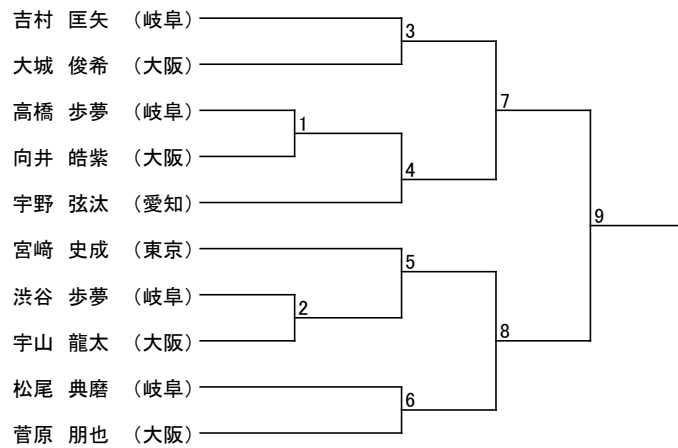 吉村 匡矢 (岐阜)
3
大城 俊希 (大阪)
高橋 歩夢 (岐阜)
7
1
向井 皓紫 (大阪)
4
宇野 弦汰 (愛知)
9
宮﨑 史成 (東京)
5
渋谷 歩夢 (岐阜)
2
宇山 龍太 (大阪)
8
松尾 典磨 (岐阜)
6
菅原 朋也 (大阪)